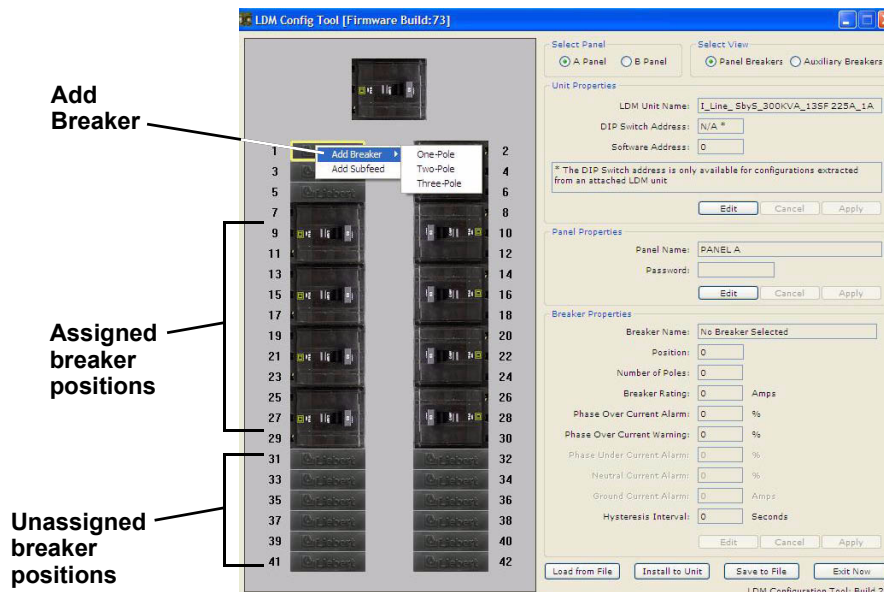 LDM Config Tool [Firmware Build:73]
Add
Breaker
Assigned
breaker
positions
Unassigned
breaker
positions
1
2
3
4
5
6
7
8
9
10
11
12
13
14
15
16
17
18
19
20
21
22
23
24
25
26
27
28
29
30
31
32
33
34
35
36
37
38
39
40
41
42
Add Breaker
Add Subfeed
One-Pole
Two-Pole
Three-Pole
Liebert
Select Panel
A Panel B Panel
Select View
Panel Breakers Auxiliary Breakers
Unit Properties
LDM Unit Name: I_Line_ SbyS_300KVA_13SF 225A_1A
DIP Switch Address: N/A *
Software Address: 0
* The DIP Switch address is only available for configurations extracted
from an attached LDM unit
Edit Cancel Apply
Panel Properties
Panel Name: PANEL A
Password:
Edit Cancel Apply
Breaker Properties
Breaker Name: No Breaker Selected
Position: 0
Number of Poles: 0
Breaker Rating: 0 Amps
Phase Over Current Alarm: 0 %
Phase Over Current Warning: 0 %
Phase Under Current Alarm: 0 %
Neutral Current Alarm: 0 %
Ground Current Alarm: 0 Amps
Hysteresis Interval: 0 Seconds
Edit Cancel Apply
Load from File Install to Unit Save to File Exit Now
LDM Configuration Tool: Build 2